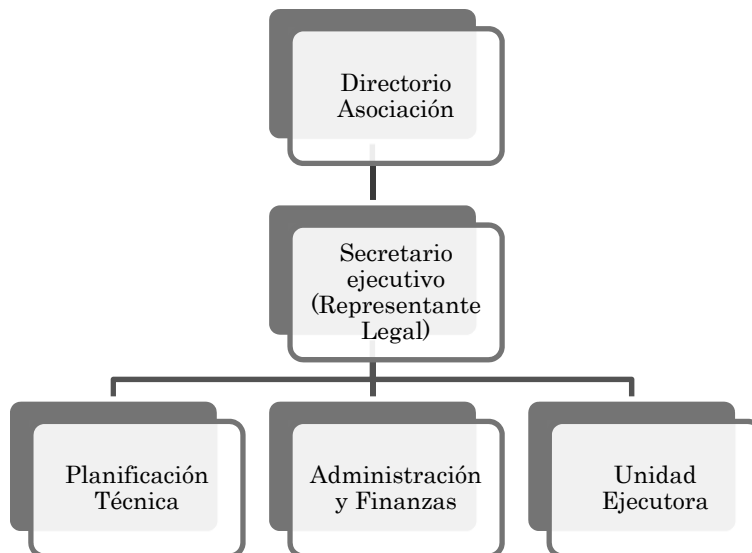 Directorio
Asociación
Secretario
ejecutivo
(Representante
Legal)
Planificación
Técnica
Administración
y Finanzas
Unidad
Ejecutora